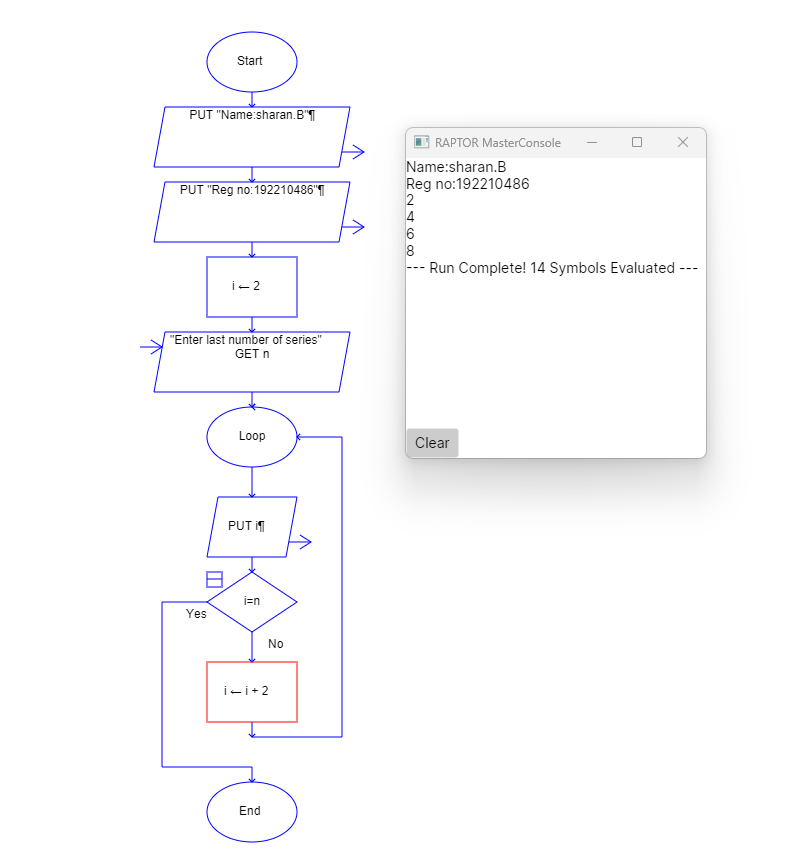 Start
PUT "Name:sharan.B"¶
PUT "Reg no:192210486"¶
i ← 2
"Enter last number of series"
GET n
Loop
PUT i¶
i=n
Yes
No
i ← i + 2
End
RAPTOR MasterConsole
Name:sharan.B
Reg no:192210486
2
4
6
8
--- Run Complete! 14 Symbols Evaluated ---
Clear